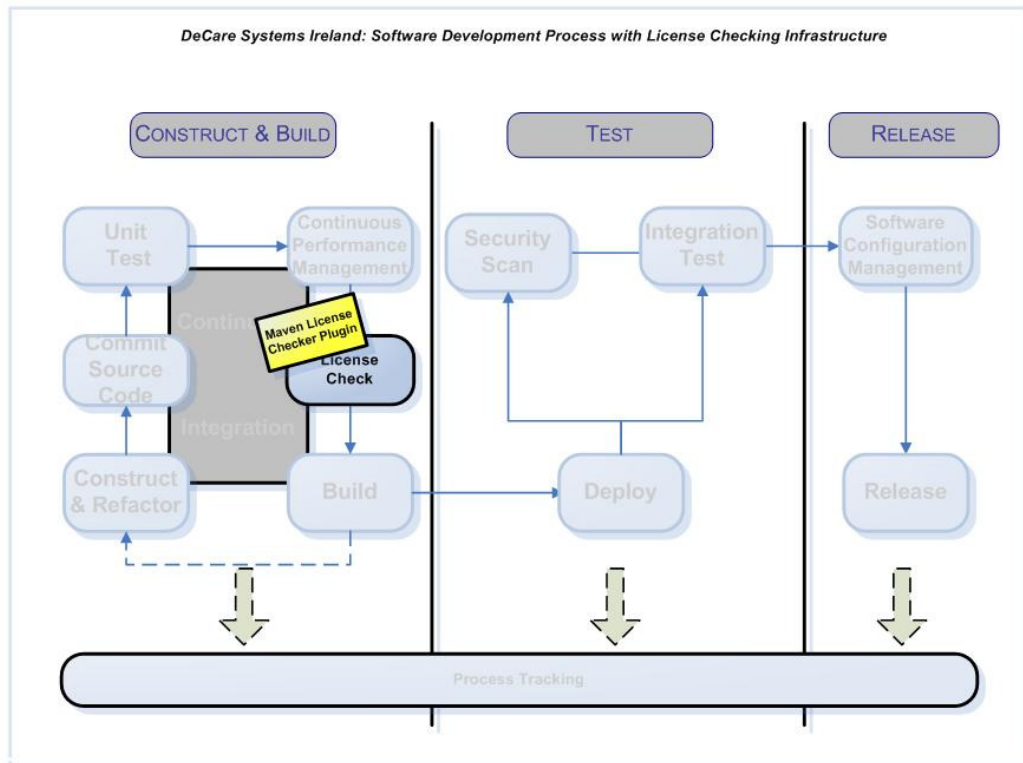 DeCare Systems Ireland: Software Development Process with License Checking Infrastructure
CONSTRUCT & BUILD
TEST
RELEASE
Unit
Test
Continuous
Performance
Management
Security
Scan
Integration
Test
Software
Configuration
Management
Maven License
Checker Plugin
License
Check
Commit
Source
Code
Integration
Construct
& Refactor
Build
Deploy
Release
Process Tracking